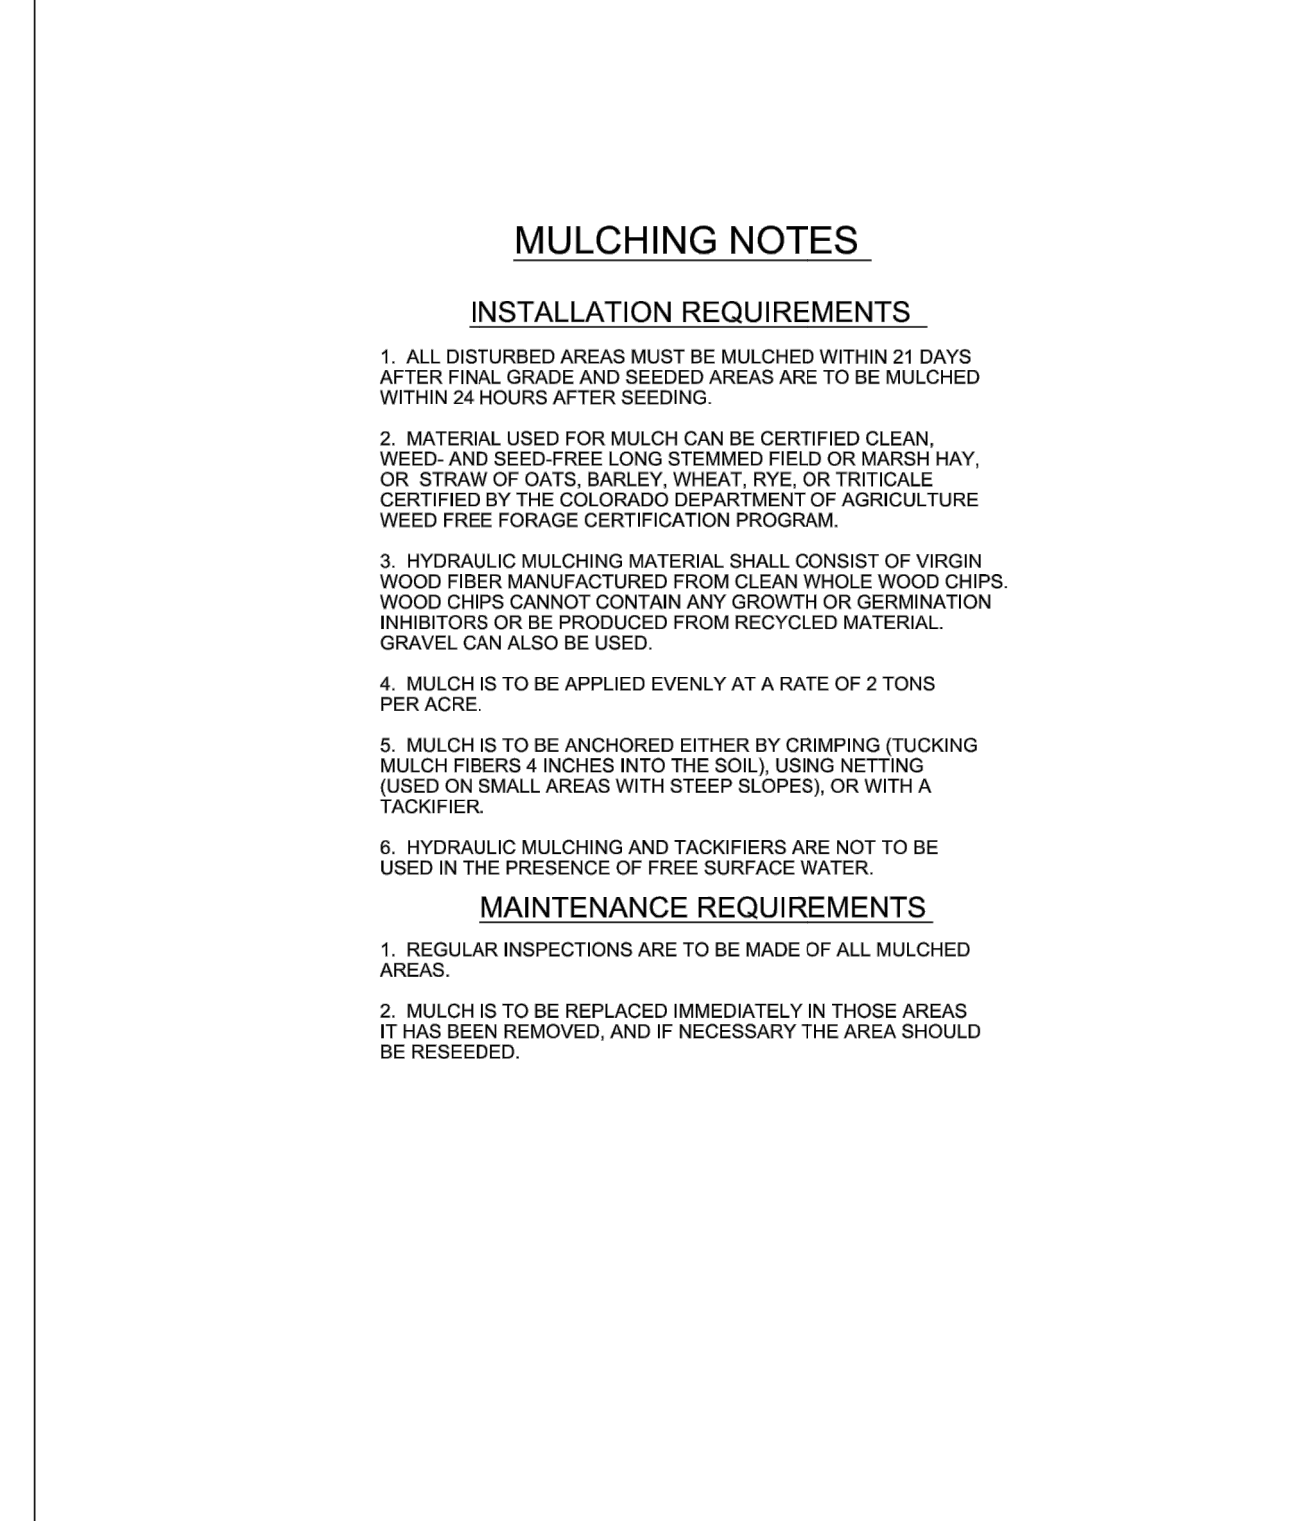 MULCHING NOTES
INSTALLATION REQUIREMENTS
1. ALL DISTURBED AREAS MUST BE MULCHED WITHIN 21 DAYS
AFTER FINAL GRADE AND SEEDED AREAS ARE TO BE MULCHED
WITHIN 24 HOURS AFTER SEEDING.
2. MATERIAL USED FOR MULCH CAN BE CERTIFIED CLEAN,
WEED- AND SEED-FREE LONG STEMMED FIELD OR MARSH HAY,
OR STRAW OF OATS, BARLEY, WHEAT, RYE, OR TRITICALE
CERTIFIED BY THE COLORADO DEPARTMENT OF AGRICULTURE
WEED FREE FORAGE CERTIFICATION PROGRAM.
3. HYDRAULIC MULCHING MATERIAL SHALL CONSIST OF VIRGIN
WOOD FIBER MANUFACTURED FROM CLEAN WHOLE WOOD CHIPS.
WOOD CHIPS CANNOT CONTAIN ANY GROWTH OR GERMINATION
INHIBITORS OR BE PRODUCED FROM RECYCLED MATERIAL.
GRAVEL CAN ALSO BE USED.
4. MULCH IS TO BE APPLIED EVENLY AT A RATE OF 2 TONS
PER ACRE.
5. MULCH IS TO BE ANCHORED EITHER BY CRIMPING (TUCKING
MULCH FIBERS 4 INCHES INTO THE SOIL), USING NETTING
(USED ON SMALL AREAS WITH STEEP SLOPES), OR WITH A
TACKIFIER.
6. HYDRAULIC MULCHING AND TACKIFIERS ARE NOT TO BE
USED IN THE PRESENCE OF FREE SURFACE WATER.
MAINTENANCE REQUIREMENTS
1. REGULAR INSPECTIONS ARE TO BE MADE OF ALL MULCHED
AREAS.
2. MULCH IS TO BE REPLACED IMMEDIATELY IN THOSE AREAS
IT HAS BEEN REMOVED, AND IF NECESSARY THE AREA SHOULD
BE RESEEDED.